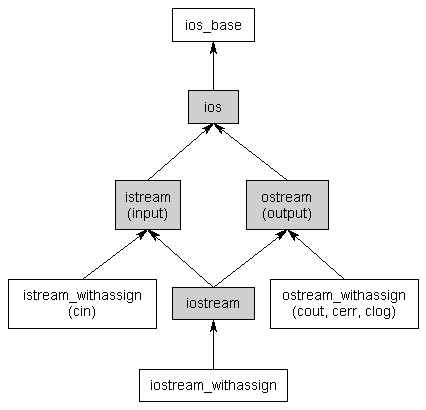 ios_base
ios
istream
(input)
ostream
(output)
istream_withassign
(cin)
iostream
ostream_withassign
(cout, cerr, clog)
iostream_withassign